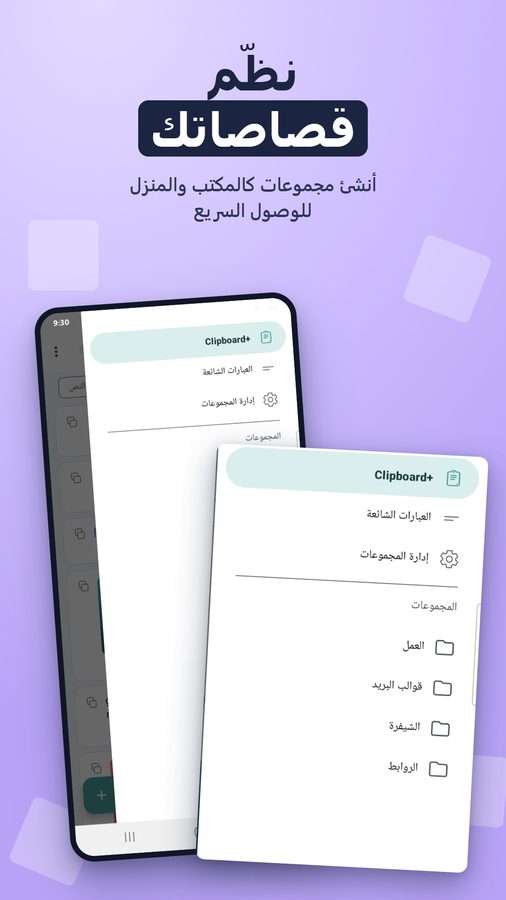 نظّم
قصاصاتك
أنشئ مجموعات كالمكتب والمنزل
للوصول السريع
9:30
Clipboard+
العبارات الشائعة
إدارة المجموعات
المجموعات
النص
Clipboard+
العبارات الشائعة
إدارة المجموعات
المجموعات
العمل
قوالب البريد
الشيفرة
الروابط